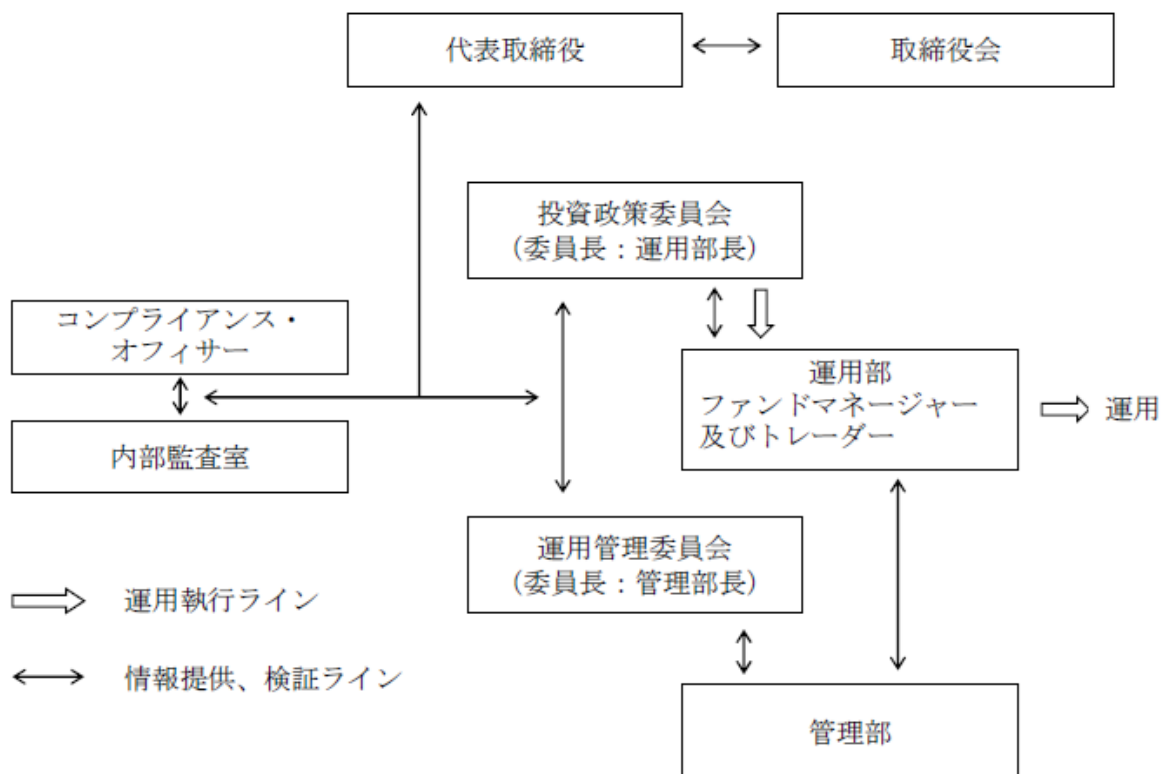 代表取締役
取締役会
投資政策委員会
（委員長：運用部長）
コンプライアンス・
オフィサー
運用部
ファンドマネージャー
及びトレーダー
運用
内部監査室
運用管理委員会
（委員長：管理部長）
運用執行ライン
情報提供、検証ライン
管理部